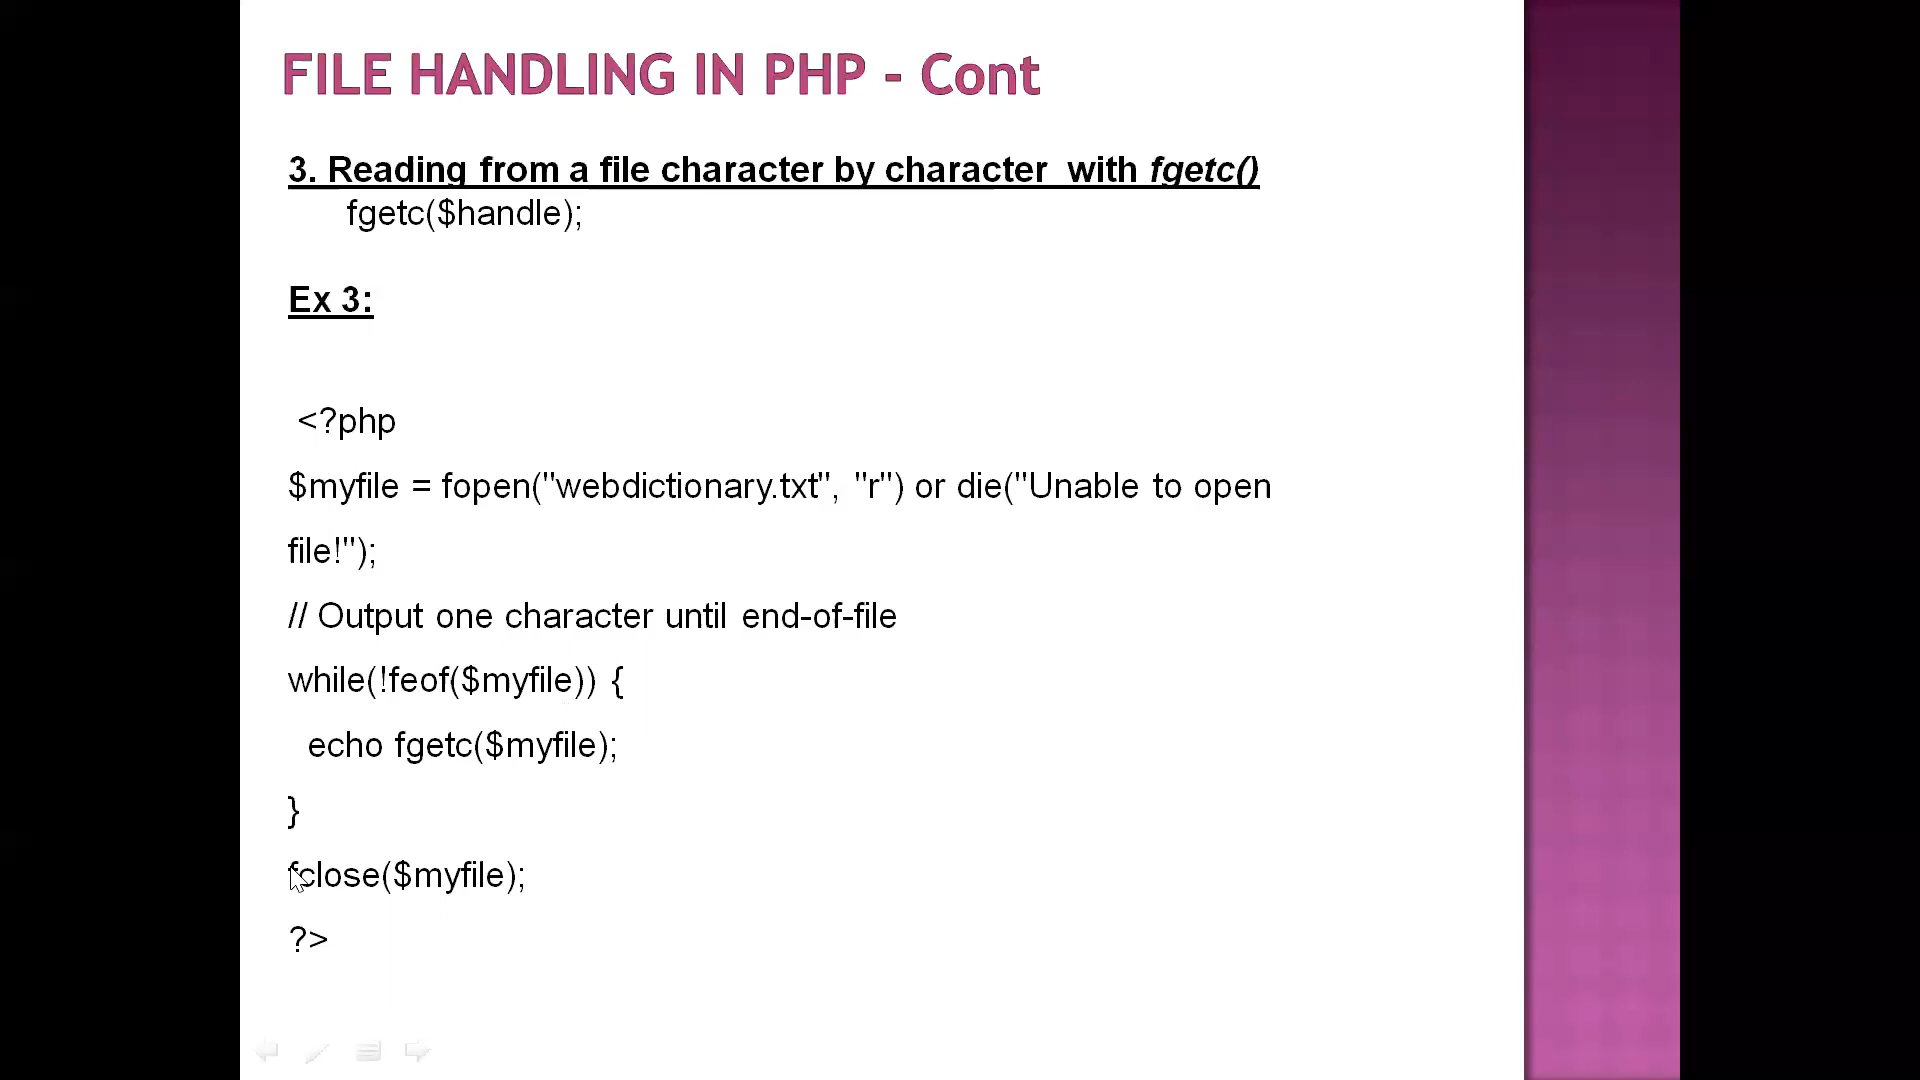 FILE HANDLING IN PHP - Cont
3. Reading from a file character by character with fgetc()
fgetc($handle);
Ex 3:
<?php
$myfile = fopen("webdictionary.txt", "r") or die("Unable to open
file!");
// Output one character until end-of-file
while(!feof($myfile)) {
echo fgetc($myfile);
}
fclose($myfile);
?>